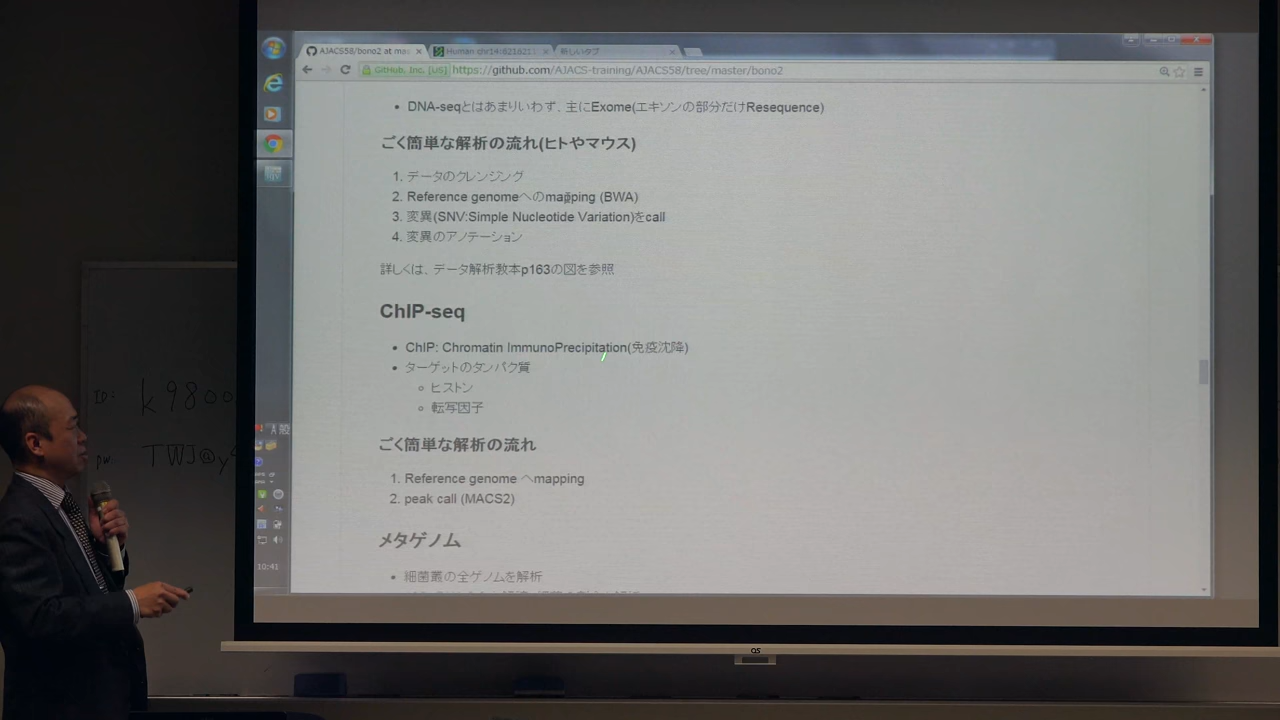 AJACS58/bono2 at mas
Human chr14:621621
新しいタブ
GitHub, Inc. [US] https://github.com/AJACS-training/AJACS58/tree/master/bono2
DNA-seqとはあまりいわず、主にExome(エキソンの部分だけResequence)
ごく簡単な解析の流れ(ヒトやマウス)
1. データのクレンジング
2. Reference genomeへのmapping (BWA)
3. 変異(SNV:Simple Nucleotide Variation)をcall
4. 変異のアノテーション
詳しくは、データ解析教本p163の図を参照
ChIP-seq
ChIP: Chromatin ImmunoPrecipitation(免疫沈降)
ターゲットのタンパク質
ヒストン
転写因子
ごく簡単な解析の流れ
1. Reference genome へmapping
2. peak call (MACS2)
メタゲノム
細菌叢の全ゲノムを解析
A 般
10:41
ID: k9800
pw: TWJ@y
OS